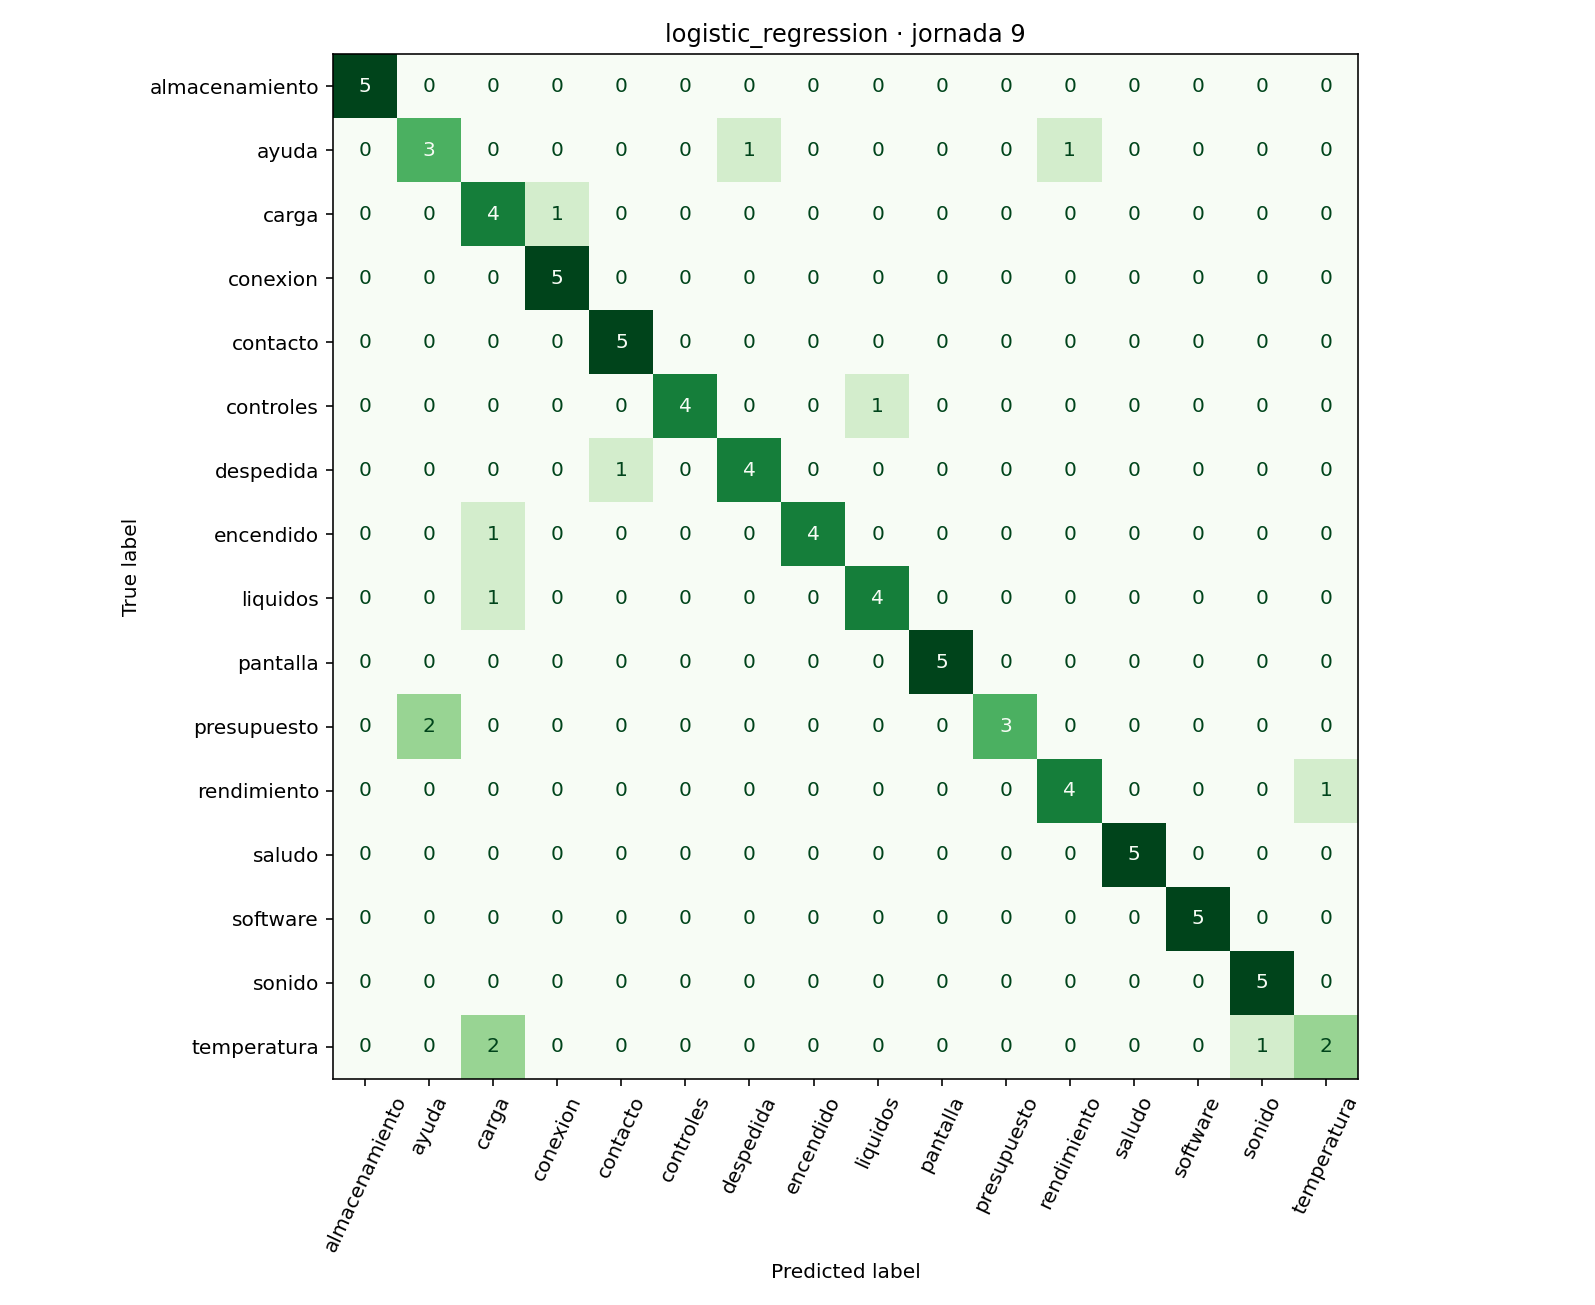 logistic_regression · jornada 9
almacenamiento 5 0 0 0 0 0 0 0 0 0 0 0 0 0 0 0
ayuda 0 3 0 0 0 0 1 0 0 0 0 1 0 0 0 0
carga 0 0 4 1 0 0 0 0 0 0 0 0 0 0 0 0
conexion 0 0 0 5 0 0 0 0 0 0 0 0 0 0 0 0
contacto 0 0 0 0 5 0 0 0 0 0 0 0 0 0 0 0
controles 0 0 0 0 0 4 0 0 1 0 0 0 0 0 0 0
despedida 0 0 0 0 1 0 4 0 0 0 0 0 0 0 0 0
encendido 0 0 1 0 0 0 0 4 0 0 0 0 0 0 0 0
liquidos 0 0 1 0 0 0 0 0 4 0 0 0 0 0 0 0
pantalla 0 0 0 0 0 0 0 0 0 5 0 0 0 0 0 0
presupuesto 0 2 0 0 0 0 0 0 0 0 3 0 0 0 0 0
rendimiento 0 0 0 0 0 0 0 0 0 0 0 4 0 0 0 1
saludo 0 0 0 0 0 0 0 0 0 0 0 0 5 0 0 0
software 0 0 0 0 0 0 0 0 0 0 0 0 0 5 0 0
sonido 0 0 0 0 0 0 0 0 0 0 0 0 0 0 5 0
temperatura 0 0 2 0 0 0 0 0 0 0 0 0 0 0 1 2
True label
almacenamiento ayuda carga conexion contacto controles despedida encendido liquidos pantalla presupuesto rendimiento saludo software sonido temperatura
Predicted label